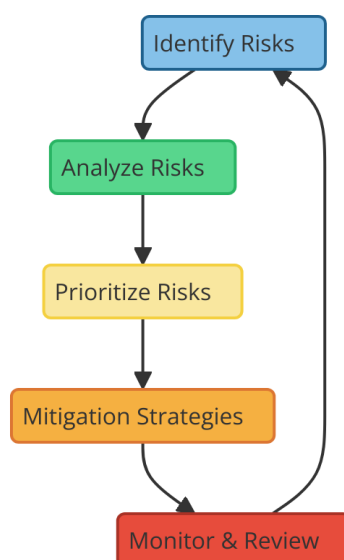 Identify Risks
Analyze Risks
Prioritize Risks
Mitigation Strategies
Monitor & Review